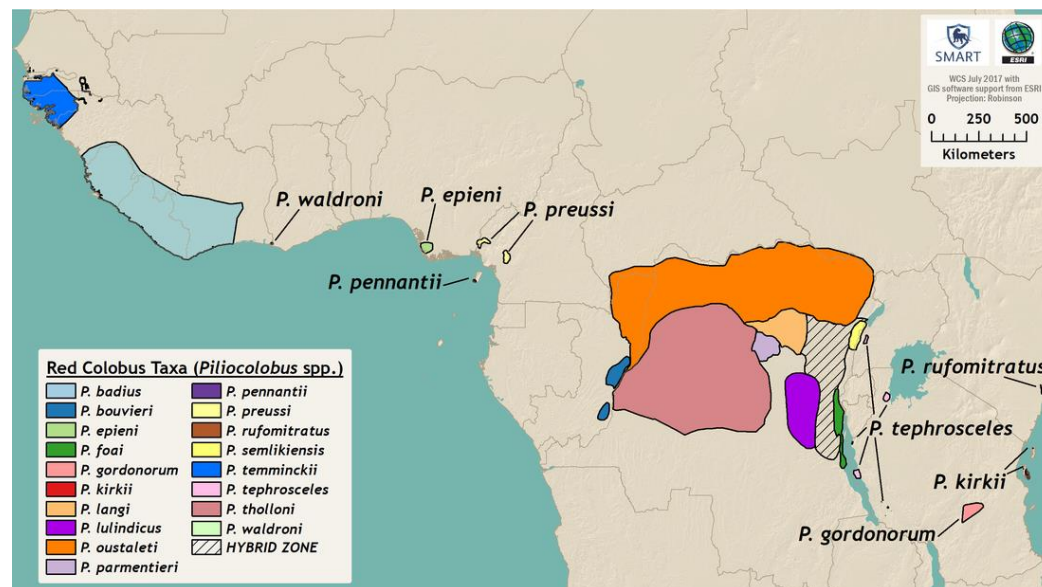 SMART
ESRI
WCS July 2017 with
GIS software support from ESRI
Projection: Robinson
0 250 500
Kilometers
P. waldroni
P. epieni
P. preussi
P. pennantii
P. rufomitratus
P. tephrosceles
P. kirkii
P. gordonorum
Red Colobus Taxa (Piliocolobus spp.)
P. badius
P. bouvieri
P. epieni
P. foai
P. gordonorum
P. kirkii
P. langi
P. lulindicus
P. oustaleti
P. parmentieri
P. pennantii
P. preussi
P. rufomitratus
P. semlikiensis
P. temminckii
P. tephrosceles
P. tholloni
P. waldroni
HYBRID ZONE